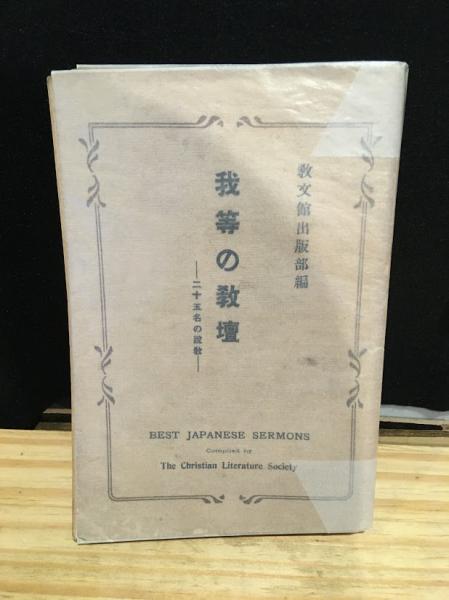 教文館出版部編
我等の教壇
—二十五名の説教—
BEST JAPANESE SERMONS
Compiled by
The Christian Literature Society